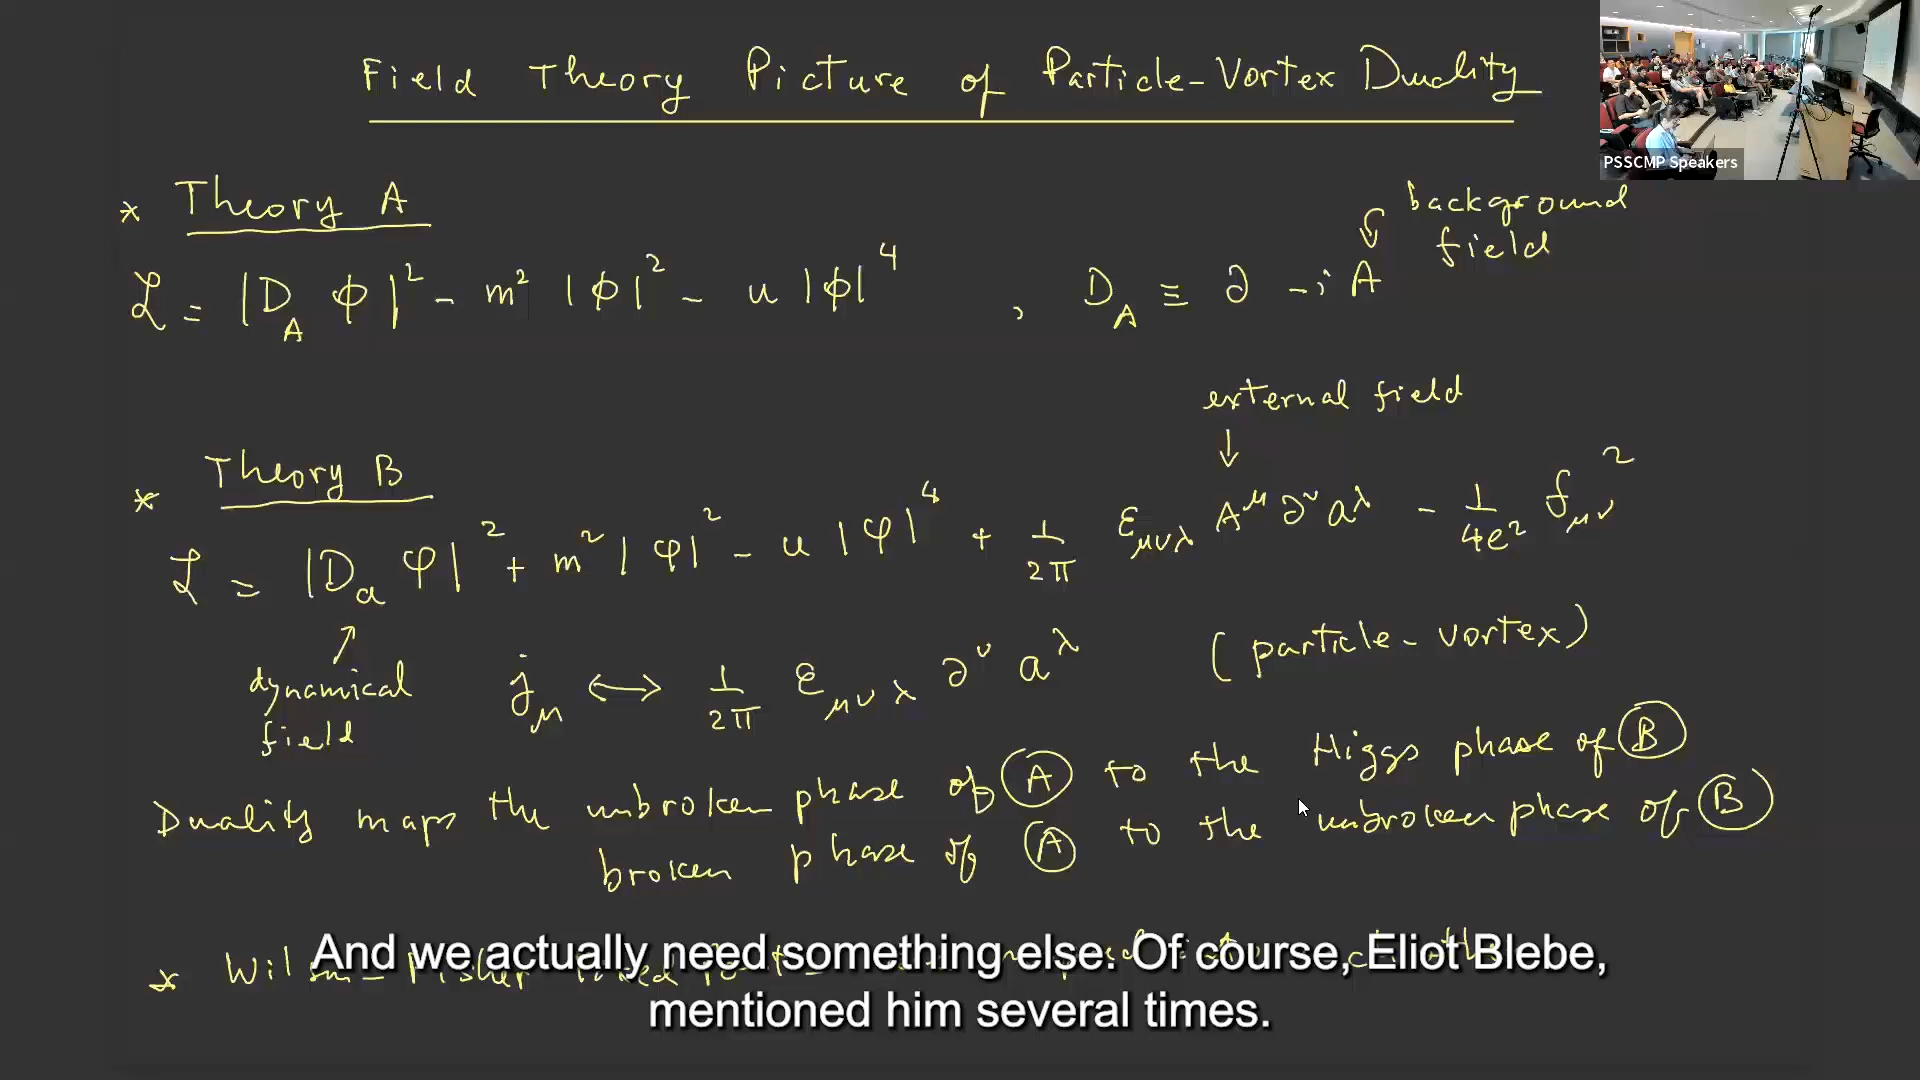 Field Theory Picture of Particle-Vortex Duality
PSSCMP Speakers
* Theory A
background field
ℒ = |D_A ϕ|² - m² |ϕ|² - u |ϕ|⁴ , D_A ≡ ∂ - i A
external field
* Theory B
ℒ = |D_a φ|² + m² |φ|² - u |φ|⁴ + 1/2π ε_μνλ A^μ ∂^ν a^λ - 1/4e² f_μν²
dynamical field
j_μ ↔ 1/2π ε_μνλ ∂^ν a^λ (particle-vortex)
Duality maps the unbroken phase of Ⓐ to the Higgs phase of Ⓑ
broken phase of Ⓐ to the unbroken phase of Ⓑ
* Wilson-Fisher fixed
And we actually need something else. Of course, Eliot Blebe,
mentioned him several times.